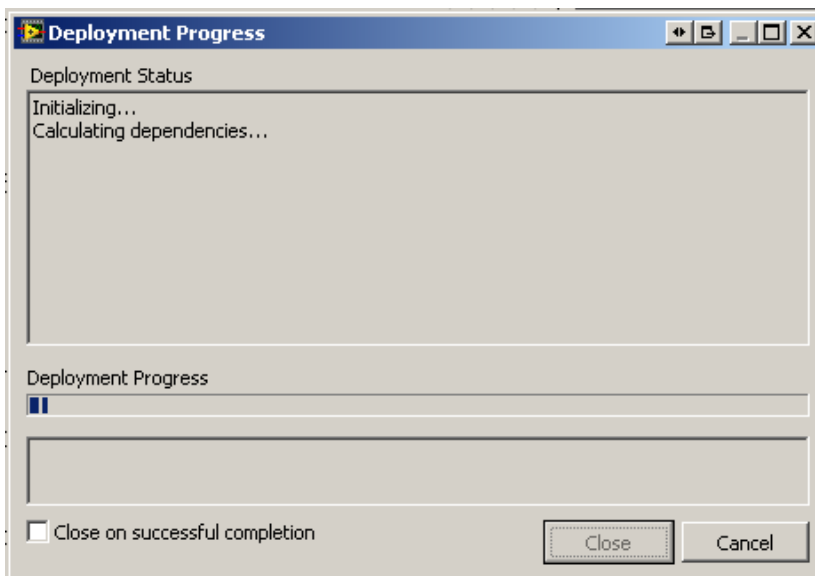 Deployment Progress
Deployment Status
Initializing...
Calculating dependencies...
Deployment Progress
Close on successful completion
Close
Cancel